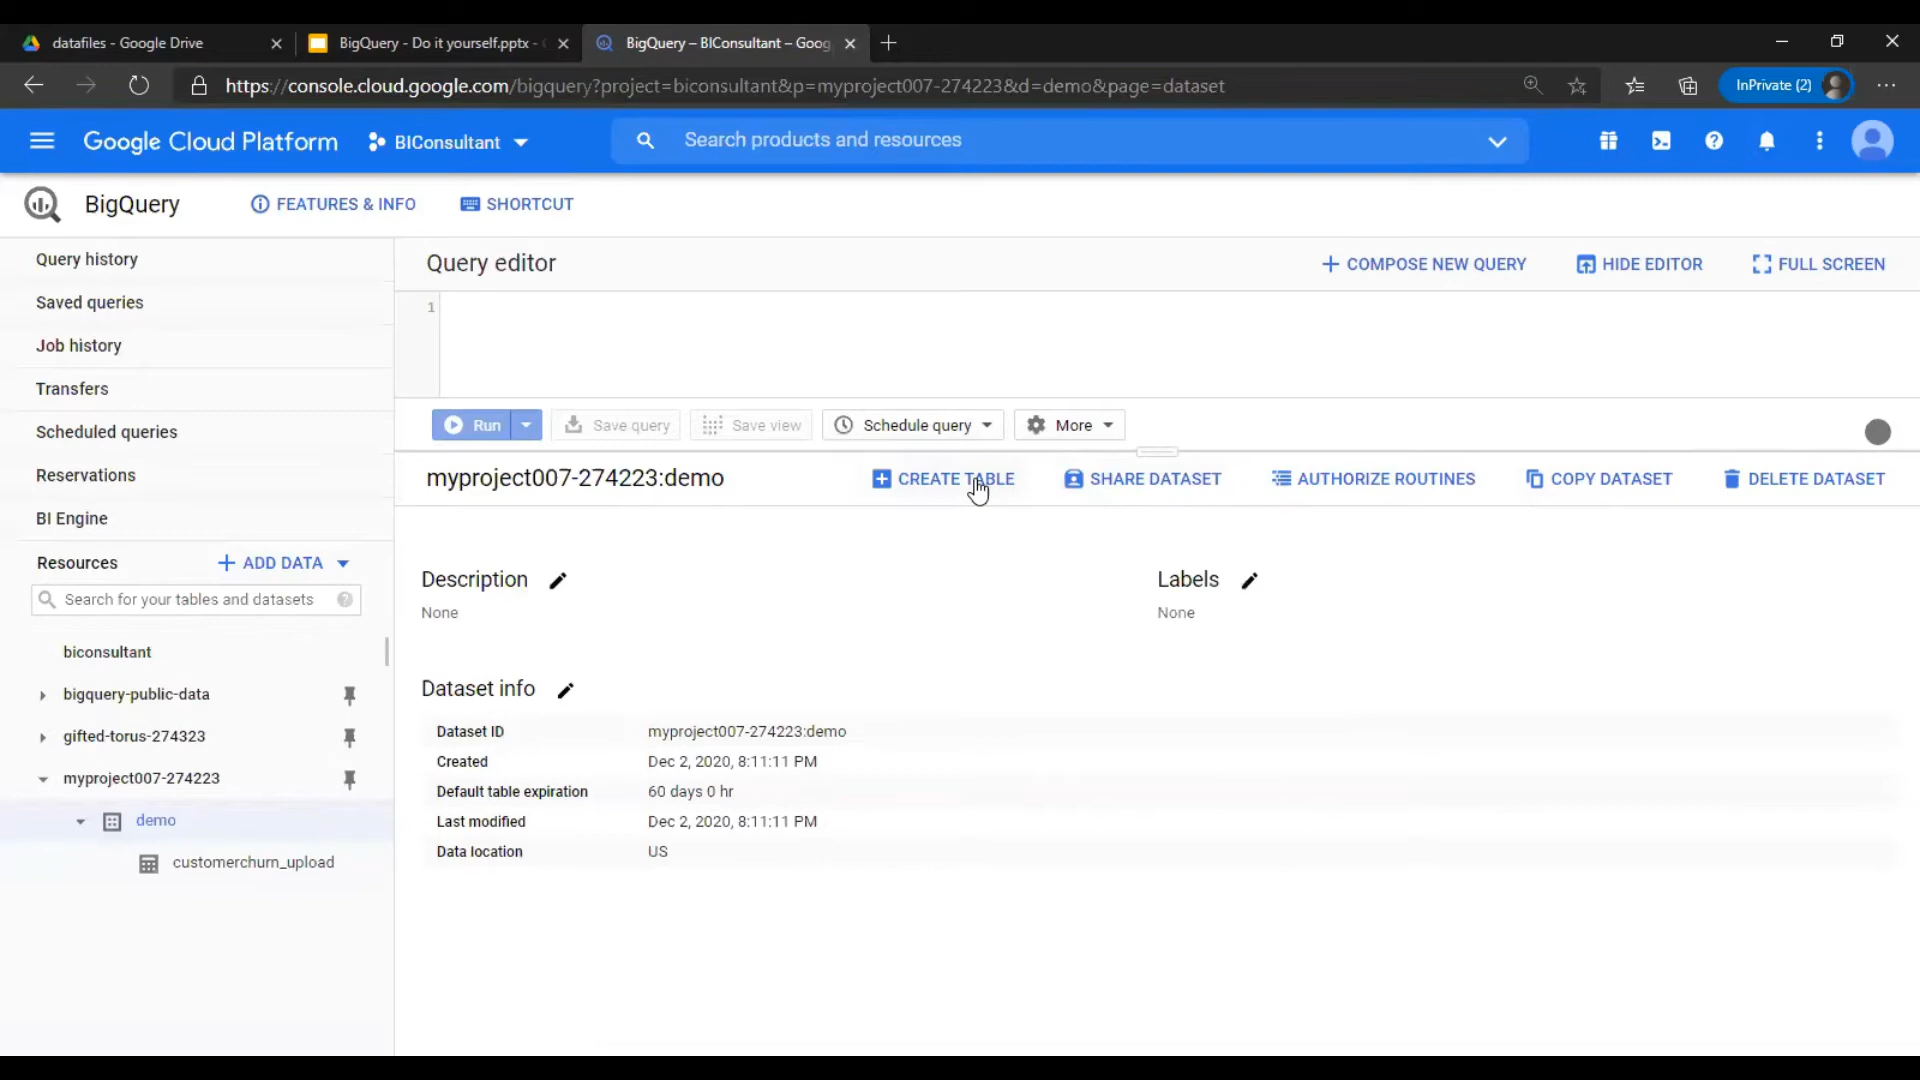 datafiles - Google Drive
BigQuery - Do it yourself.pptx -
BigQuery – BIConsultant – Goog
https://console.cloud.google.com/bigquery?project=biconsultant&p=myproject007-274223&d=demo&page=dataset
InPrivate (2)
Google Cloud Platform
BIConsultant
Search products and resources
BigQuery
FEATURES & INFO
SHORTCUT
Query history
Saved queries
Job history
Transfers
Scheduled queries
Reservations
BI Engine
Resources
ADD DATA
Search for your tables and datasets
biconsultant
bigquery-public-data
gifted-torus-274323
myproject007-274223
demo
customerchurn_upload
Query editor
COMPOSE NEW QUERY
HIDE EDITOR
FULL SCREEN
1
Run
Save query
Save view
Schedule query
More
myproject007-274223:demo
CREATE TABLE
SHARE DATASET
AUTHORIZE ROUTINES
COPY DATASET
DELETE DATASET
Description
None
Labels
None
Dataset info
Dataset ID myproject007-274223:demo
Created Dec 2, 2020, 8:11:11 PM
Default table expiration 60 days 0 hr
Last modified Dec 2, 2020, 8:11:11 PM
Data location US